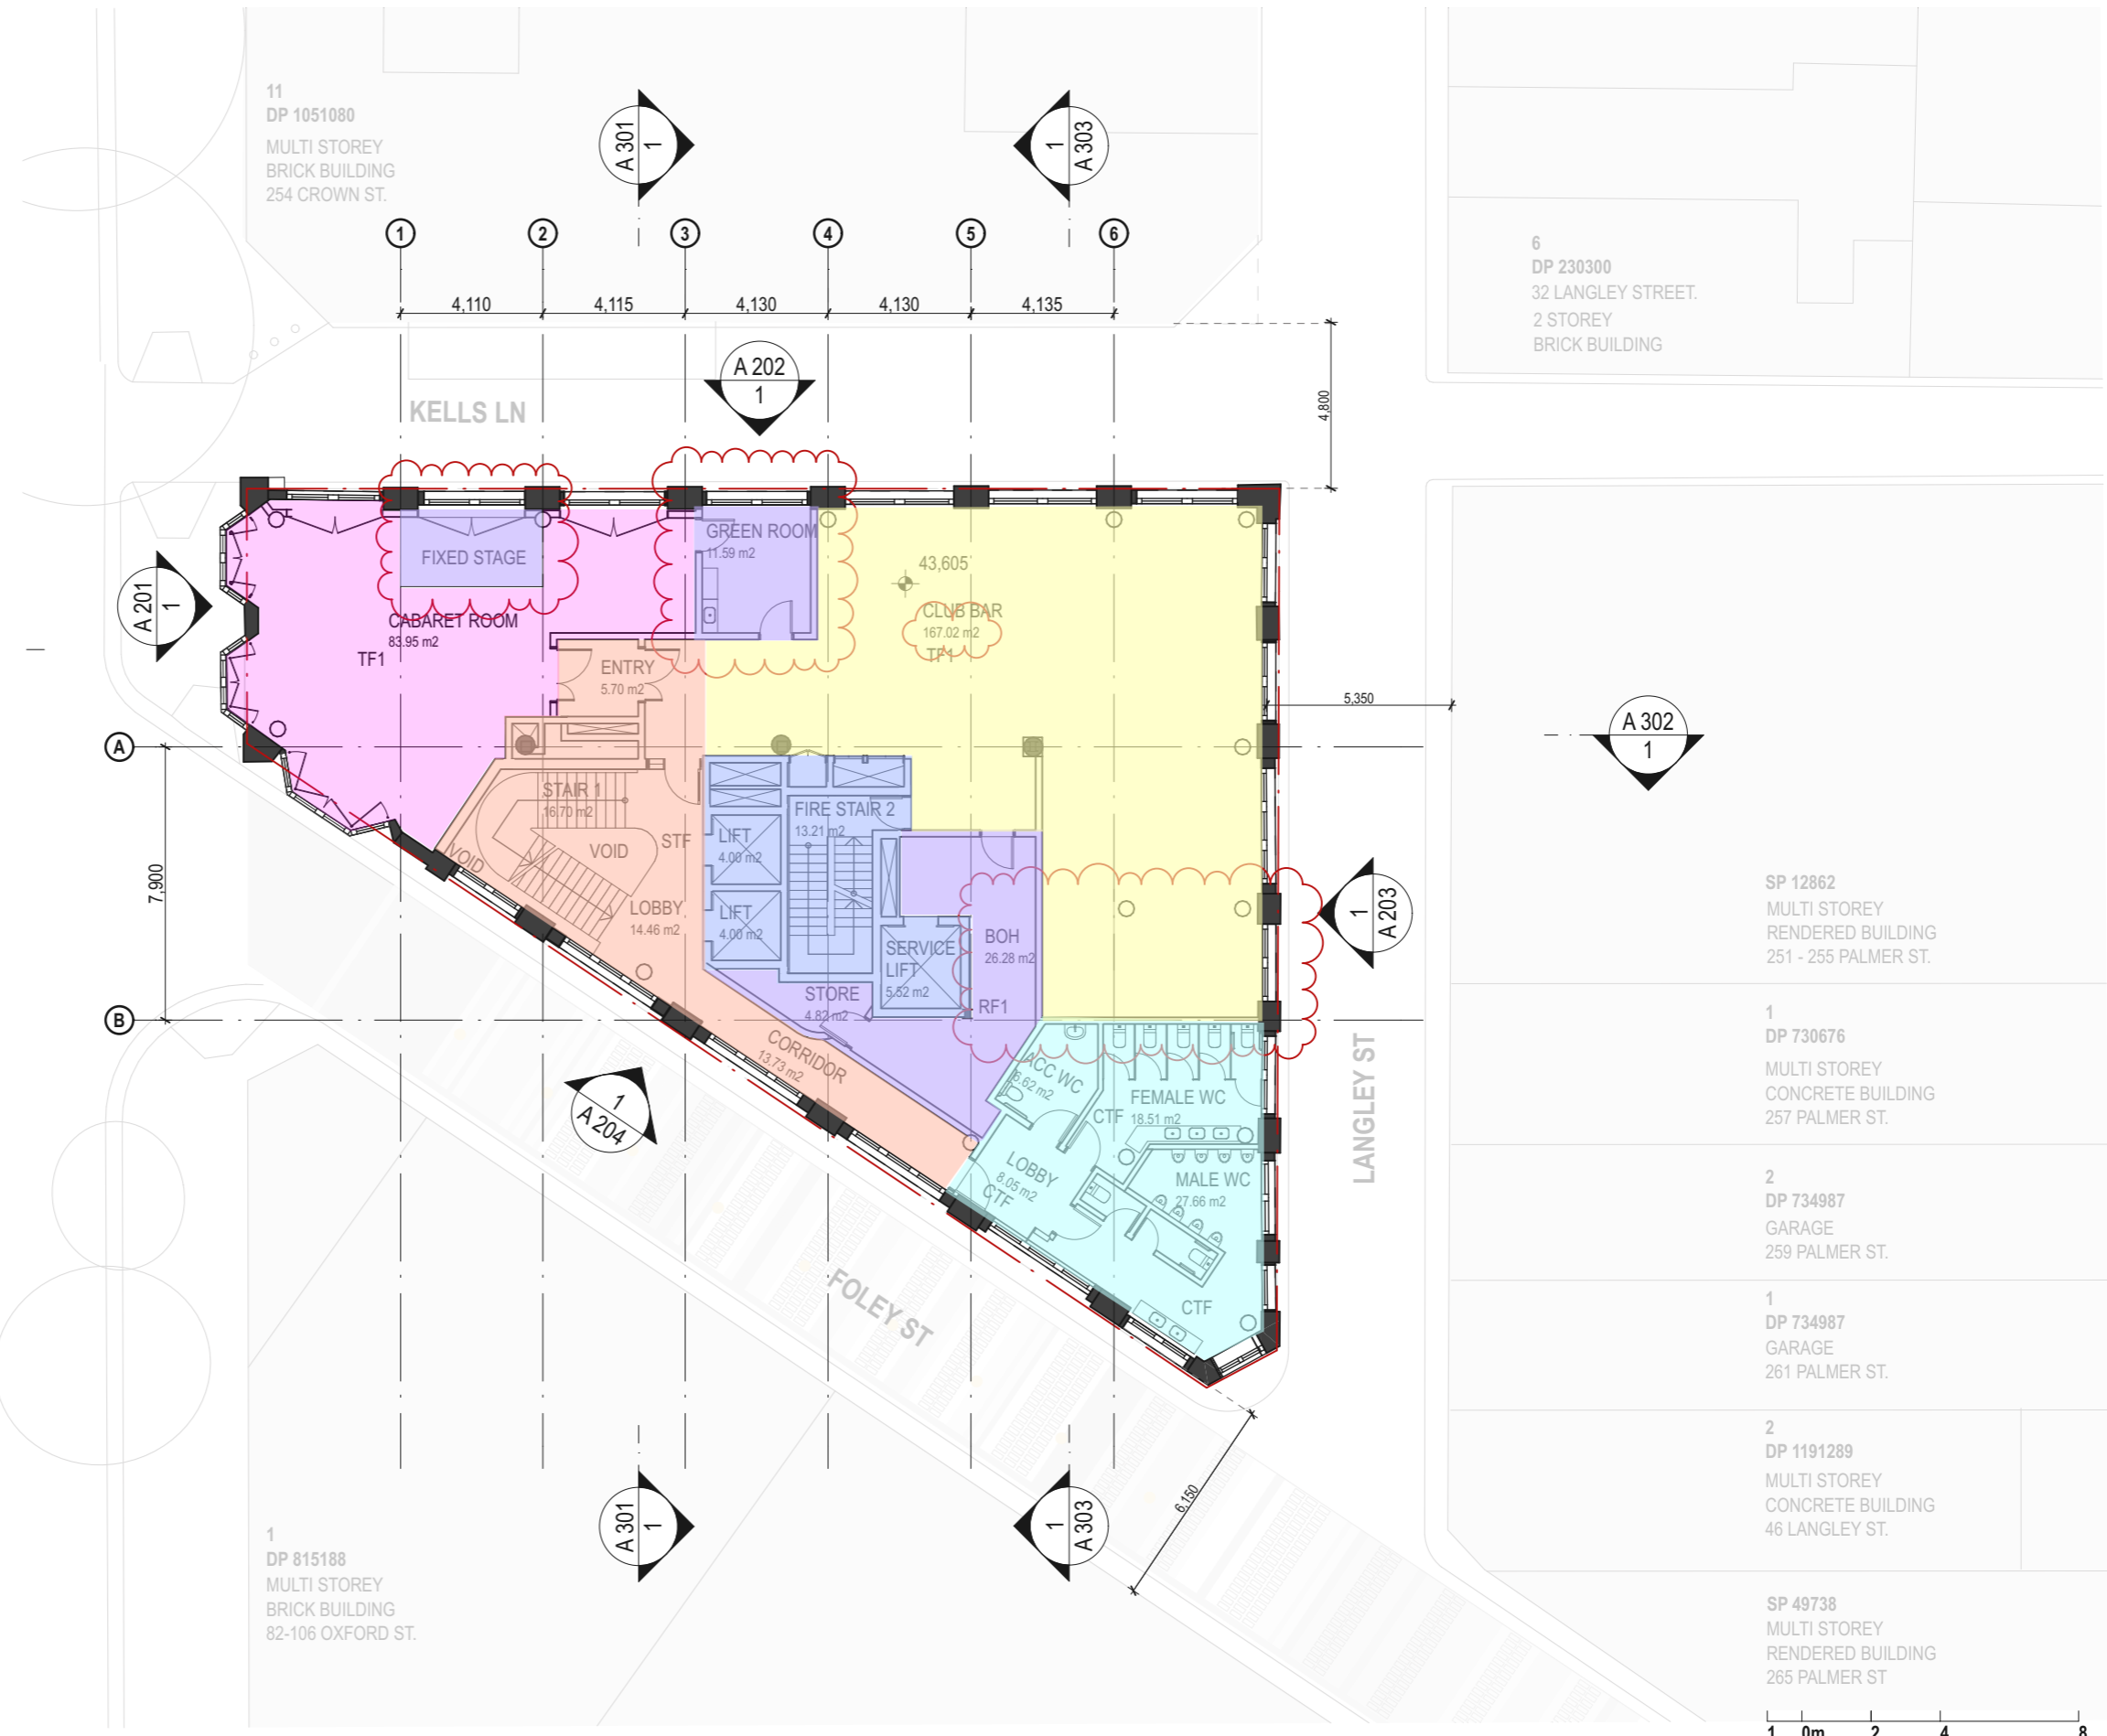 11
DP 1051080
MULTI STOREY
BRICK BUILDING
254 CROWN ST.
A 301
1
1
A 303
6
DP 230300
32 LANGLEY STREET.
2 STOREY
BRICK BUILDING
1
2
3
4
5
6
4,110
4,115
4,130
4,130
4,135
4,800
KELLS LN
A 202
1
A 201
1
FIXED STAGE
GREEN ROOM
11.59 m2
43,605
CLUB BAR
167.02 m2
TF1
CABARET ROOM
83.95 m2
TF1
ENTRY
5.70 m2
5,350
A 302
1
A
7,900
B
STAIR 1
16.70 m2
VOID
VOID
STF
LOBBY
14.46 m2
LIFT
4.00 m2
LIFT
4.00 m2
FIRE STAIR 2
13.21 m2
SERVICE
LIFT
5.52 m2
BOH
26.28 m2
RF1
STORE
4.82 m2
CORRIDOR
13.73 m2
1
A 203
1
A 204
ACC WC
6.62 m2
CTF
FEMALE WC
18.51 m2
LOBBY
8.05 m2
CTF
MALE WC
27.66 m2
CTF
LANGLEY ST
FOLEY ST
6,150
SP 12862
MULTI STOREY
RENDERED BUILDING
251 - 255 PALMER ST.
1
DP 730676
MULTI STOREY
CONCRETE BUILDING
257 PALMER ST.
2
DP 734987
GARAGE
259 PALMER ST.
1
DP 734987
GARAGE
261 PALMER ST.
2
DP 1191289
MULTI STOREY
CONCRETE BUILDING
46 LANGLEY ST.
SP 49738
MULTI STOREY
RENDERED BUILDING
265 PALMER ST
A 301
1
1
A 303
1
DP 815188
MULTI STOREY
BRICK BUILDING
82-106 OXFORD ST.
1 0m 2 4 8